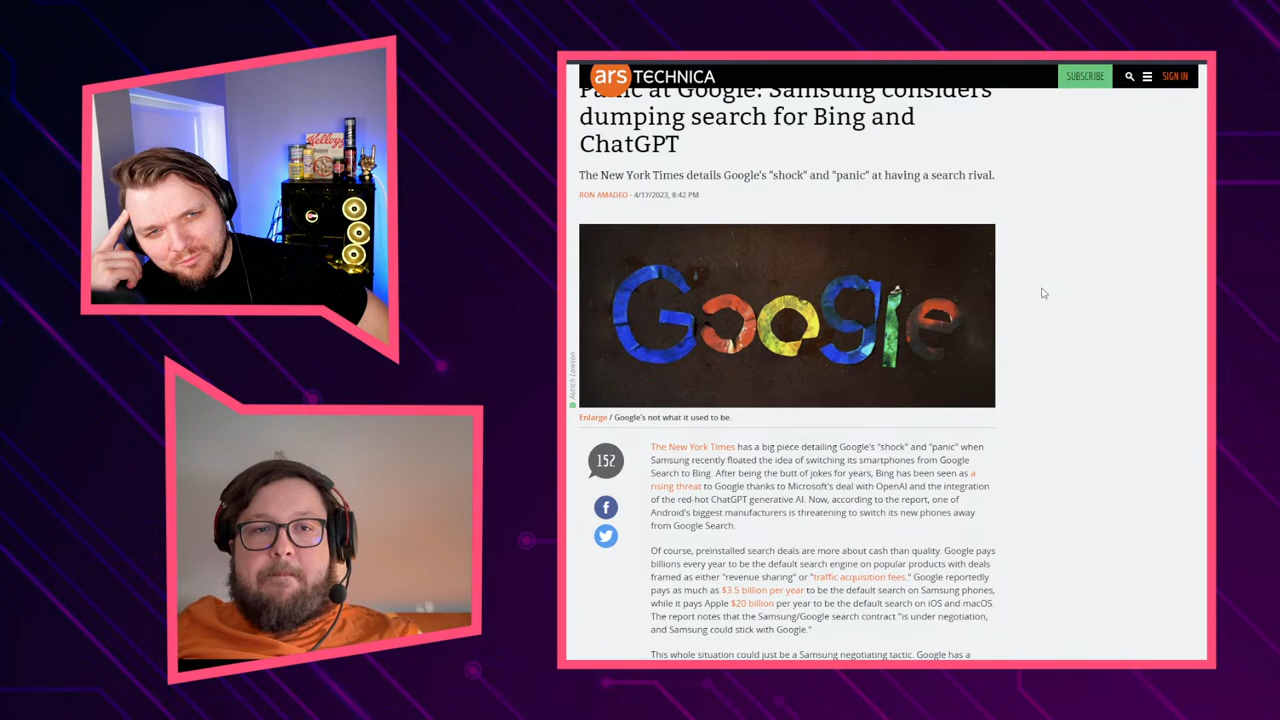 Kellogg's
ars TECHNICA
SUBSCRIBE
SIGN IN
Panic at Google: Samsung considers
dumping search for Bing and
ChatGPT
The New York Times details Google's "shock" and "panic" at having a search rival.
RON AMADEO - 4/17/2023, 8:42 PM
Google
Aurich Lawson
Enlarge / Google's not what it used to be.
152
The New York Times has a big piece detailing Google's "shock" and "panic" when
Samsung recently floated the idea of switching its smartphones from Google
Search to Bing. After being the butt of jokes for years, Bing has been seen as a
rising threat to Google thanks to Microsoft's deal with OpenAI and the integration
of the red-hot ChatGPT generative AI. Now, according to the report, one of
Android's biggest manufacturers is threatening to switch its new phones away
from Google Search.
Of course, preinstalled search deals are more about cash than quality. Google pays
billions every year to be the default search engine on popular products with deals
framed as either "revenue sharing" or "traffic acquisition fees." Google reportedly
pays as much as $3.5 billion per year to be the default search on Samsung phones,
while it pays Apple $20 billion per year to be the default search on iOS and macOS.
The report notes that the Samsung/Google search contract "is under negotiation,
and Samsung could stick with Google."
This whole situation could just be a Samsung negotiating tactic. Google has a